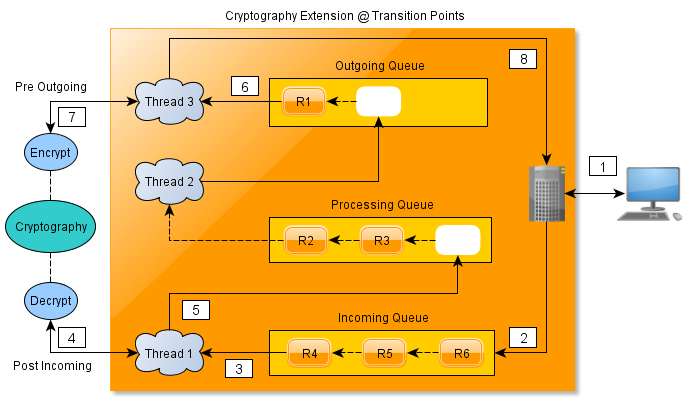 Cryptography Extension @ Transition Points
8
Outgoing Queue
Pre Outgoing
6
Thread 3
R1
7
Encrypt
1
Thread 2
Processing Queue
Cryptography
R2
R3
Decrypt
5
Incoming Queue
4
2
Thread 1
R4
R5
R6
Post Incoming
3